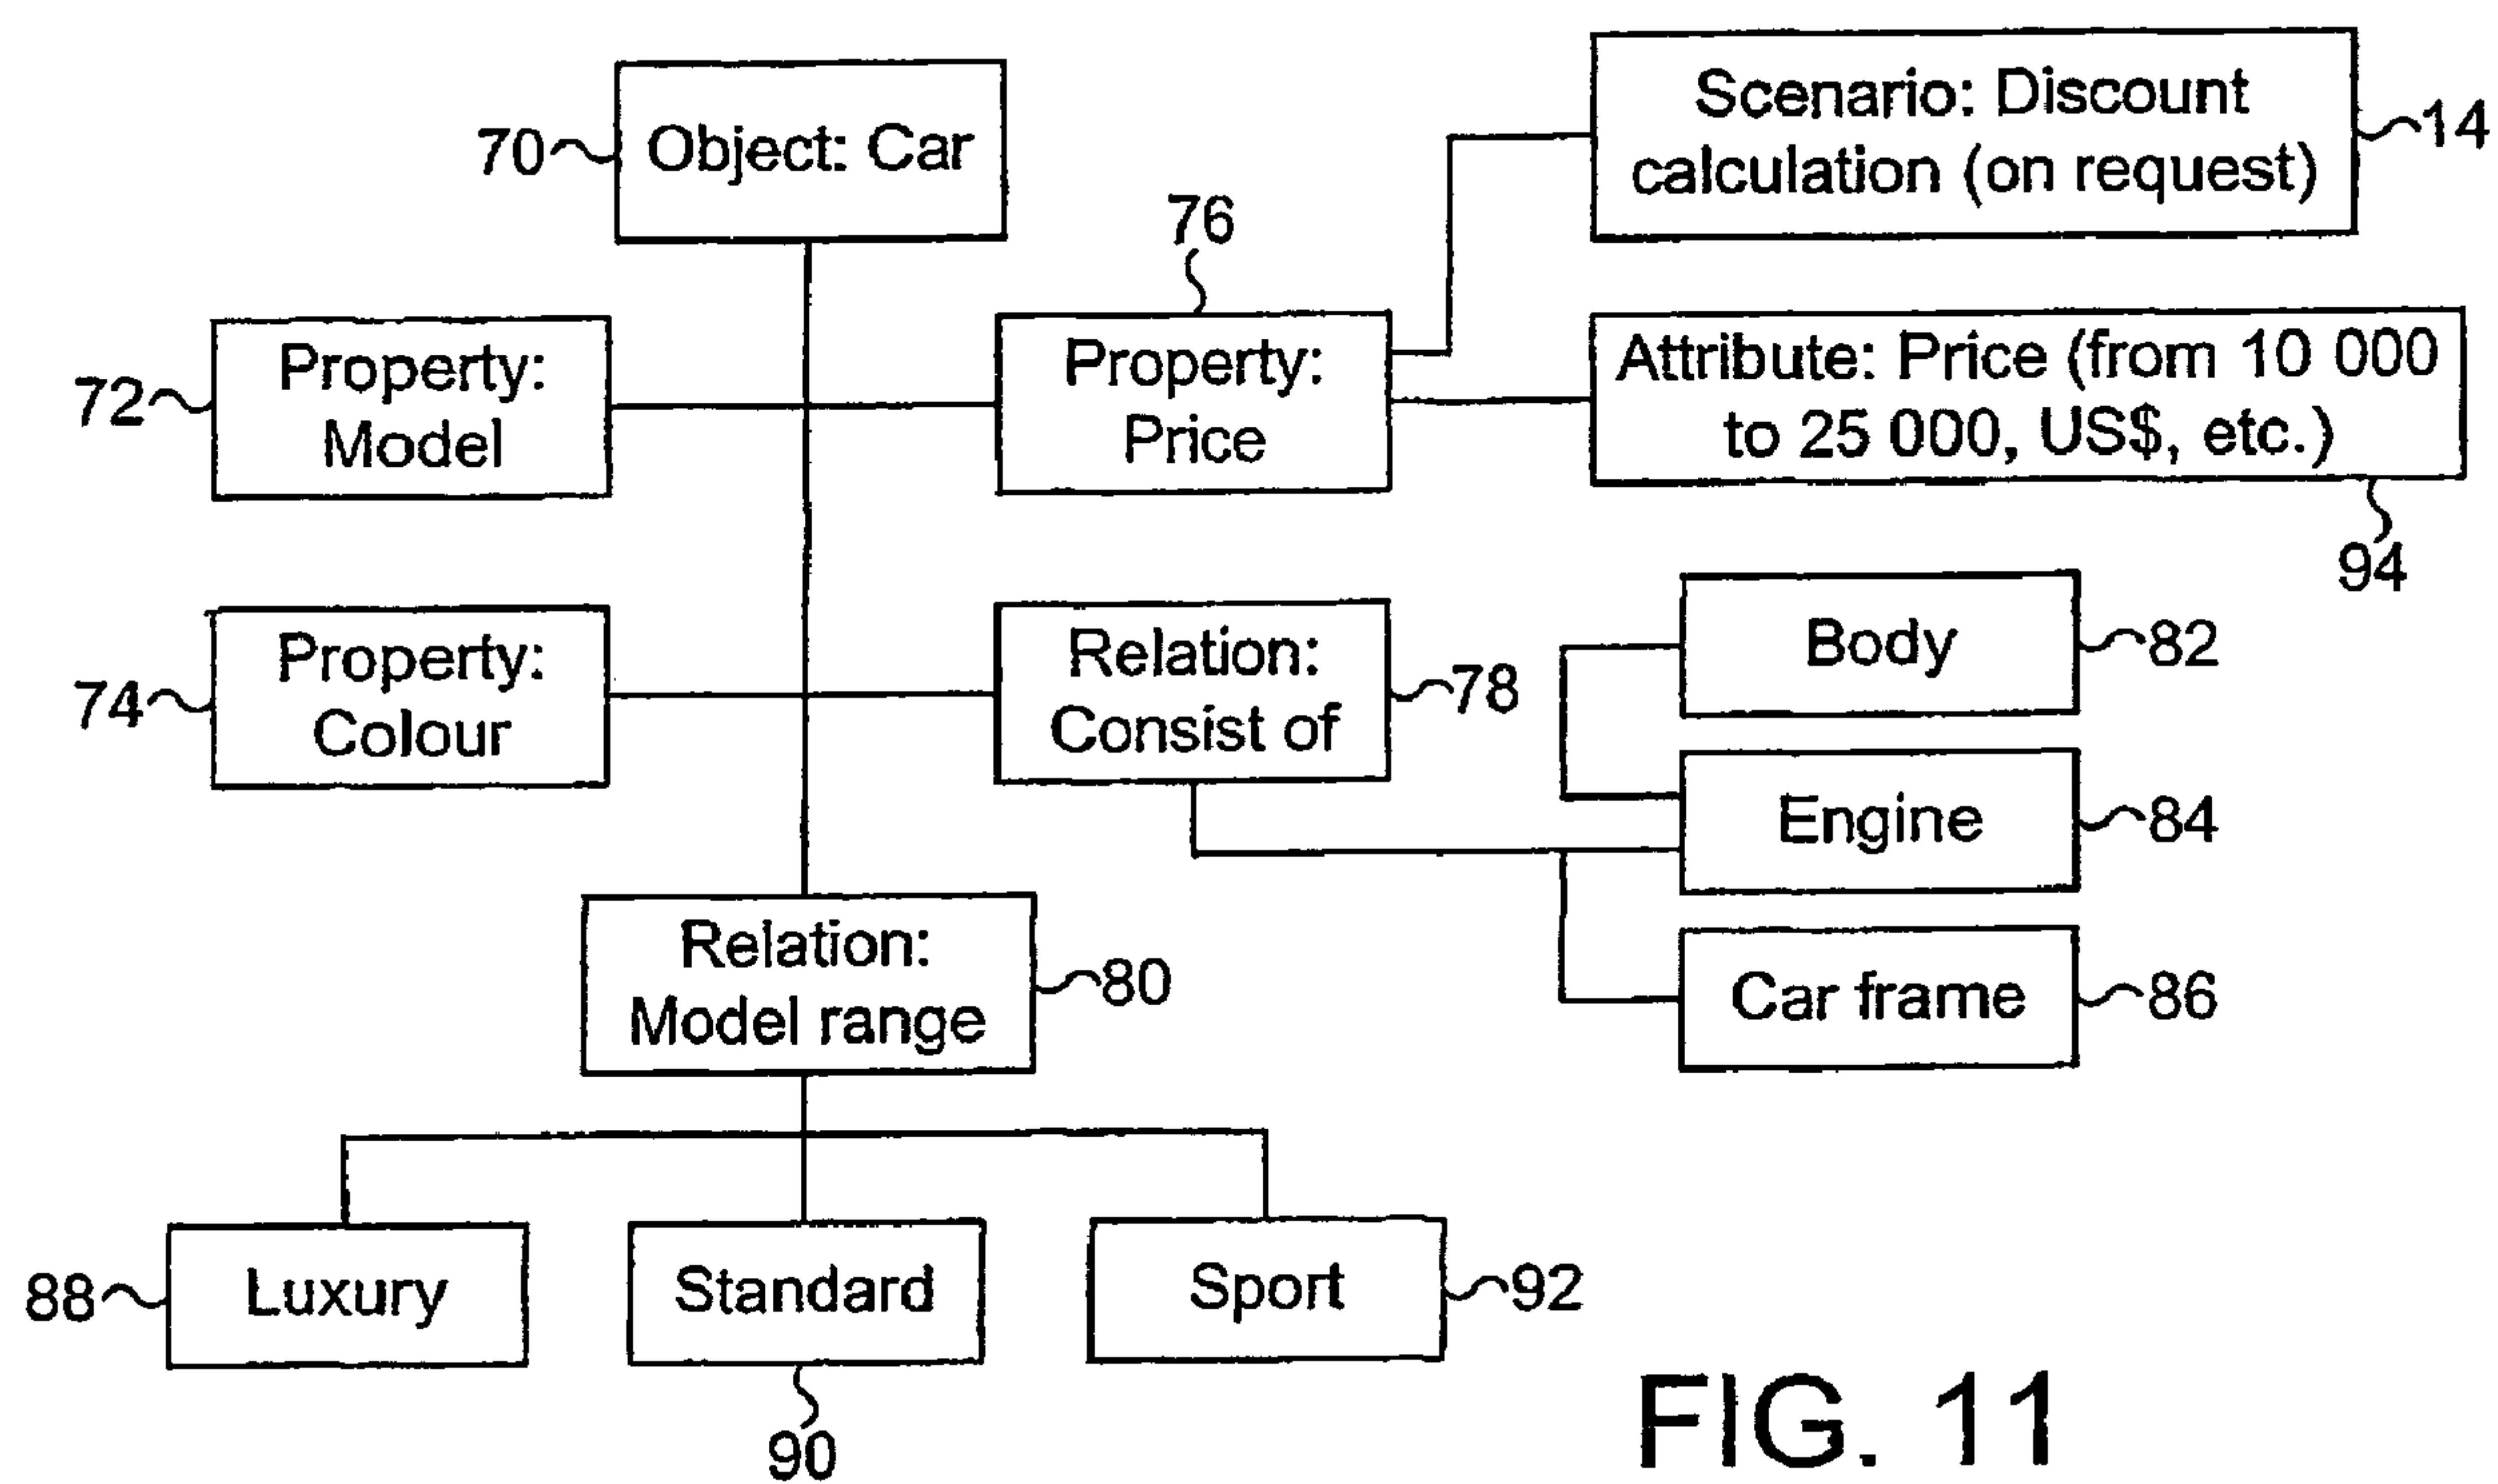 70
Object: Car
Scenario: Discount
calculation (on request)
14
76
72
Property:
Model
Property:
Price
Attribute: Price (from 10 000
to 25 000, US$, etc.)
94
74
Property:
Colour
Relation:
Consist of
78
Body
82
Engine
84
Car frame
86
Relation:
Model range
80
88
Luxury
Standard
90
Sport
92
FIG. 11